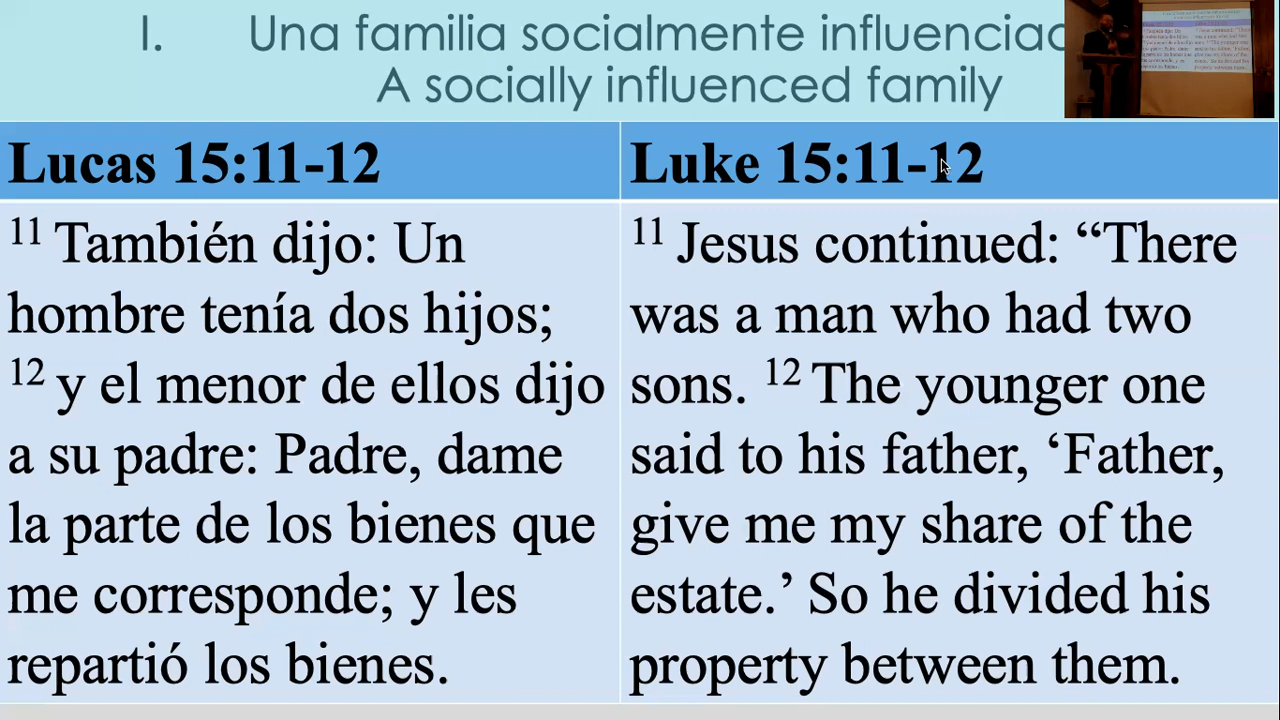 I. Una familia socialmente influenciad
A socially influenced family
Lucas 15:11-12
11 También dijo: Un
hombre tenía dos hijos;
12 y el menor de ellos dijo
a su padre: Padre, dame
la parte de los bienes que
me corresponde; y les
repartió los bienes.
Luke 15:11-12
11 Jesus continued: “There
was a man who had two
sons. 12 The younger one
said to his father, ‘Father,
give me my share of the
estate.’ So he divided his
property between them.